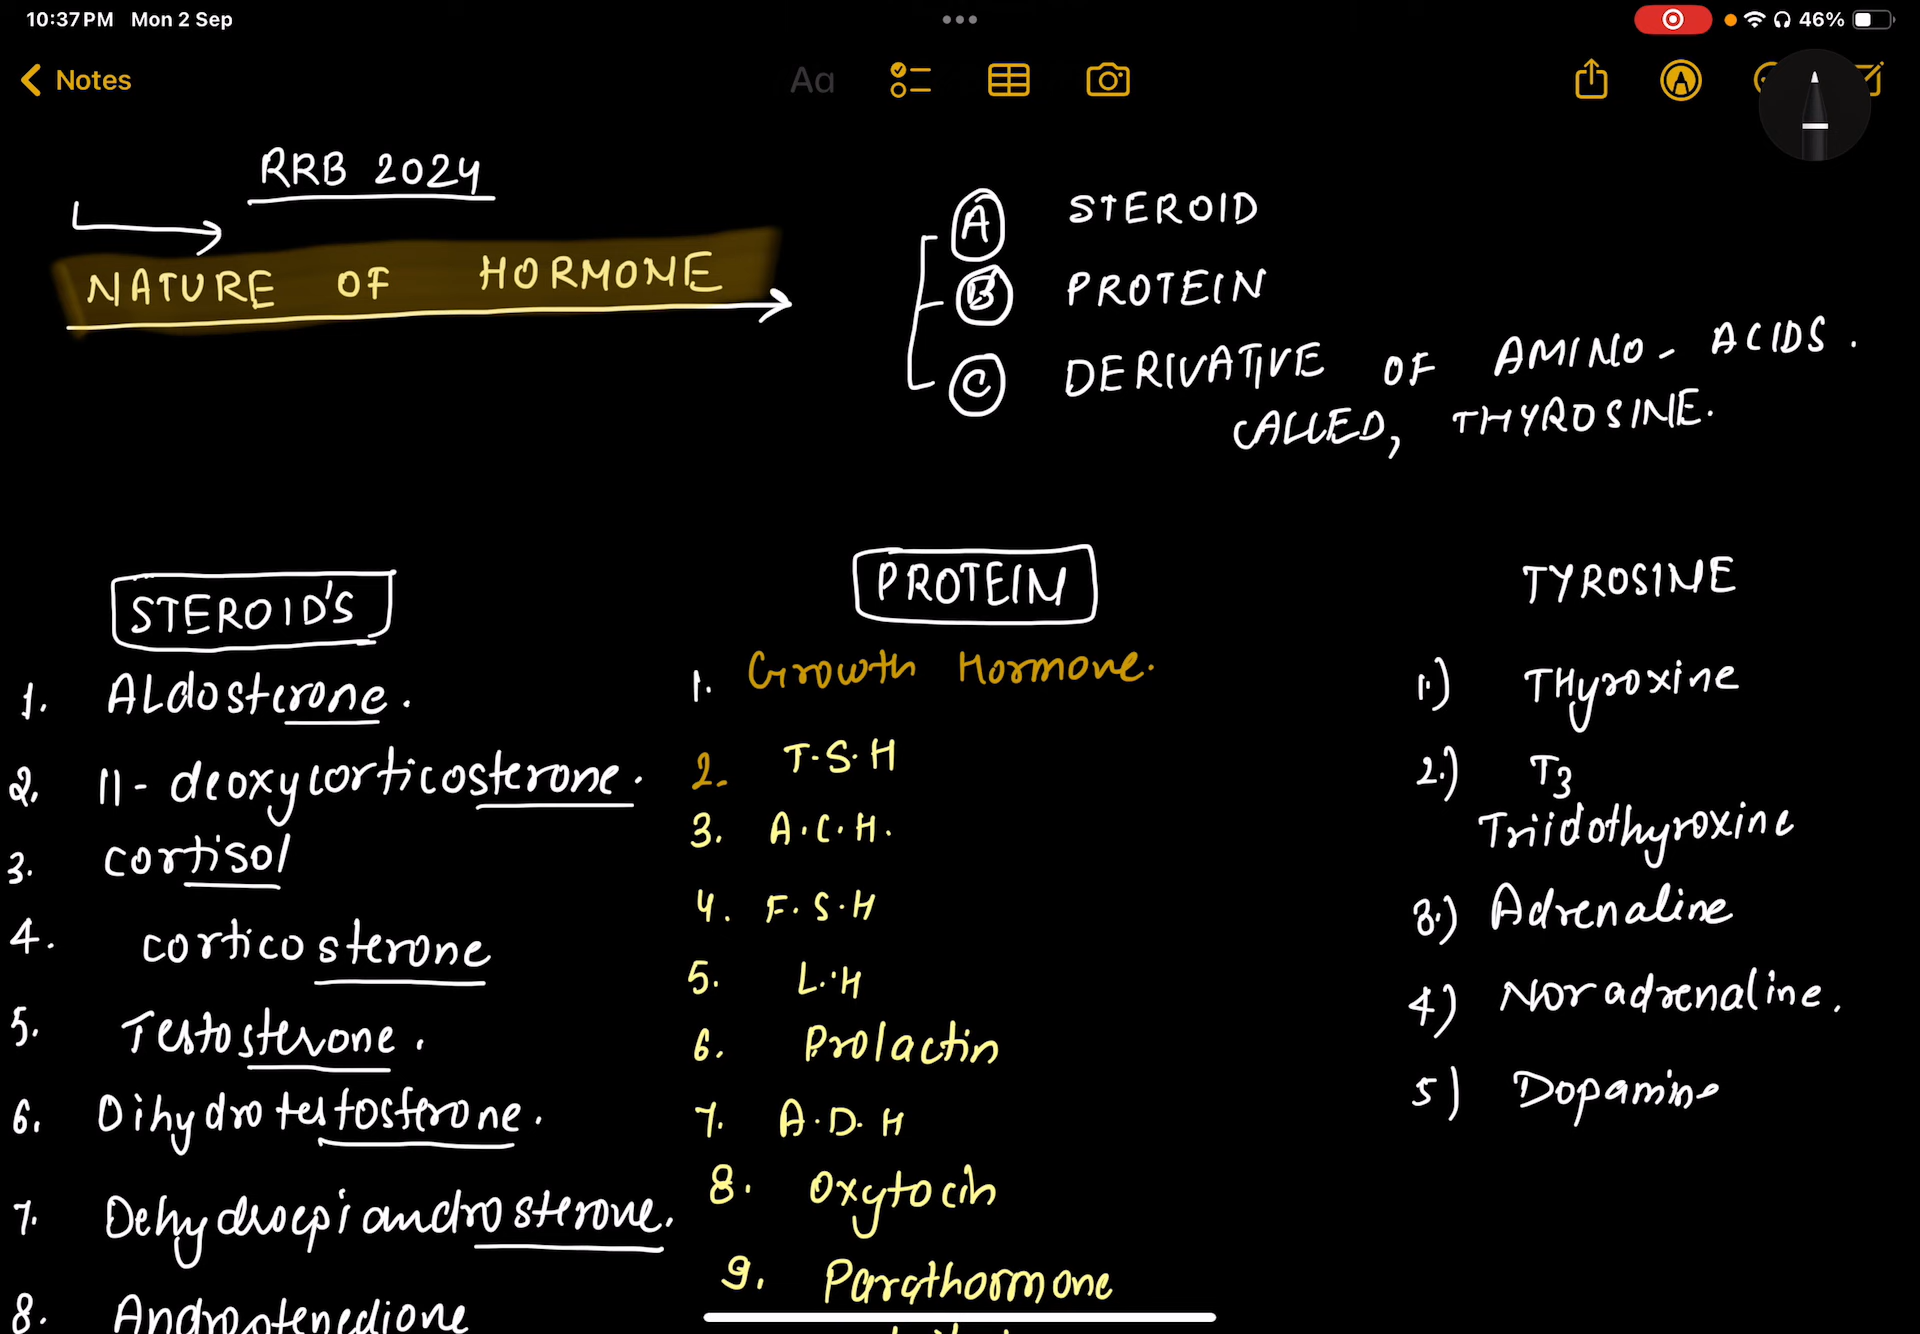 10:37 PM Mon 2 Sep
46%
Notes
Aa
RRB 2024
NATURE OF HORMONE
A STEROID
B PROTEIN
C DERIVATIVE OF AMINO- ACIDS.
CALLED, THYROSINE.
STEROID'S
1. Aldosterone.
2. 11- deoxycorticosterone.
3. cortisol
4. corticosterone
5. Testosterone.
6. Dihydrotestosterone.
7. Dehydroepiandrosterone.
8. Androstenedione
PROTEIN
1. Growth Hormone.
2. T.S.H
3. A.C.H.
4. F.S.H
5. L.H
6. Prolactin
7. A.D.H
8. Oxytocin
9. Parathormone
TYROSINE
1.) THyroxine
2.) T3
Triidothyroxine
3.) Adrenaline
4) Noradrenaline.
5) Dopamine